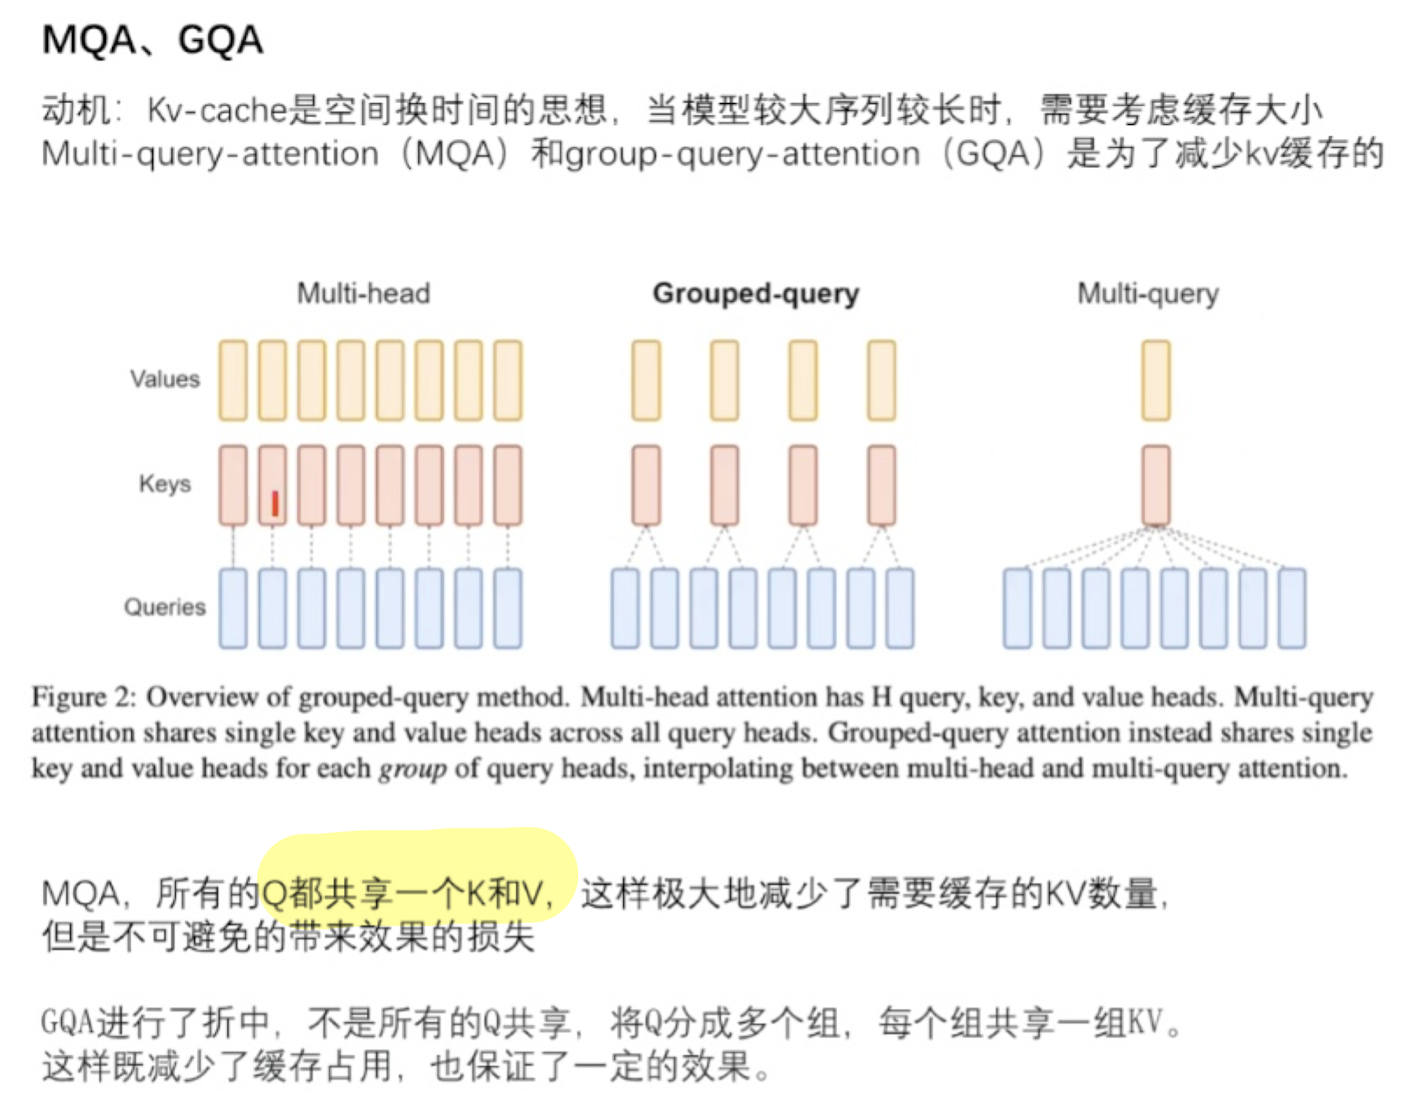 MQA、GQA
动机：Kv-cache是空间换时间的思想，当模型较大序列较长时，需要考虑缓存大小
Multi-query-attention（MQA）和group-query-attention（GQA）是为了减少kv缓存的
Multi-head
Grouped-query
Multi-query
Values
Keys
Queries
Figure 2: Overview of grouped-query method. Multi-head attention has H query, key, and value heads. Multi-query
attention shares single key and value heads across all query heads. Grouped-query attention instead shares single
key and value heads for each group of query heads, interpolating between multi-head and multi-query attention.
MQA，所有的Q都共享一个K和V，这样极大地减少了需要缓存的KV数量，
但是不可避免的带来效果的损失
GQA进行了折中，不是所有的Q共享，将Q分成多个组，每个组共享一组KV。
这样既减少了缓存占用，也保证了一定的效果。